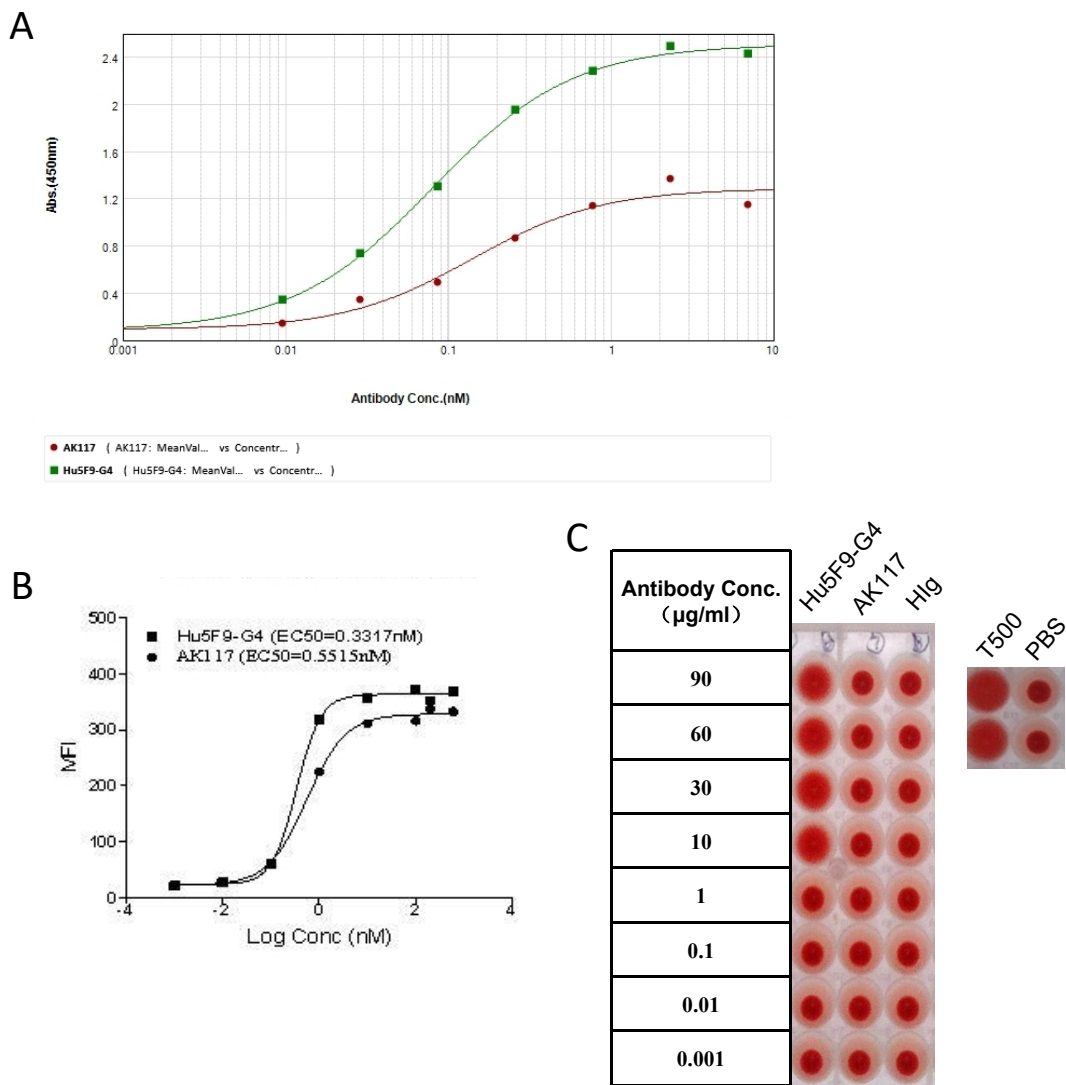 A
2.4
2
1.6
1.2
0.8
0.4
0
0.001
0.01
0.1
1
10
Abs.(450nm)
Antibody Conc.(nM)
AK117 ( AK117: MeanVal... vs Concentr... )
Hu5F9-G4 ( Hu5F9-G4: MeanVal... vs Concentr... )
B
500
400
300
200
100
0
-4
-2
0
2
4
MFI
Log Conc (nM)
Hu5F9-G4 (EC50=0.3317nM)
AK117 (EC50=0.5515nM)
C
Antibody Conc.
(μg/ml)
90
60
30
10
1
0.1
0.01
0.001
Hu5F9-G4
AK117
HIg
T500
PBS